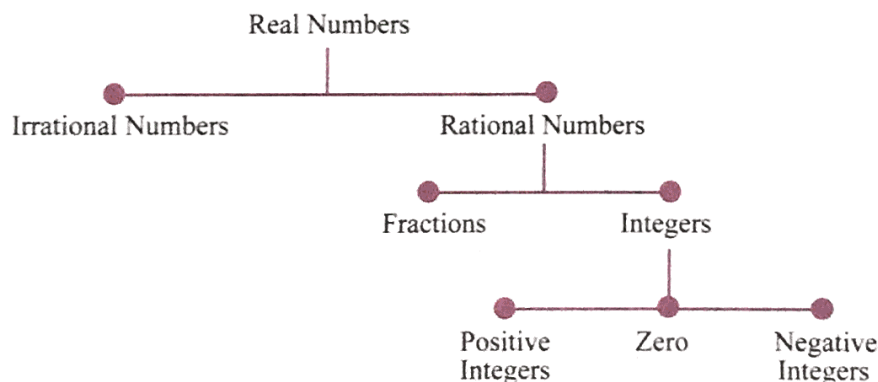 Real Numbers
Irrational Numbers
Rational Numbers
Fractions
Integers
Positive
Integers
Zero
Negative
Integers